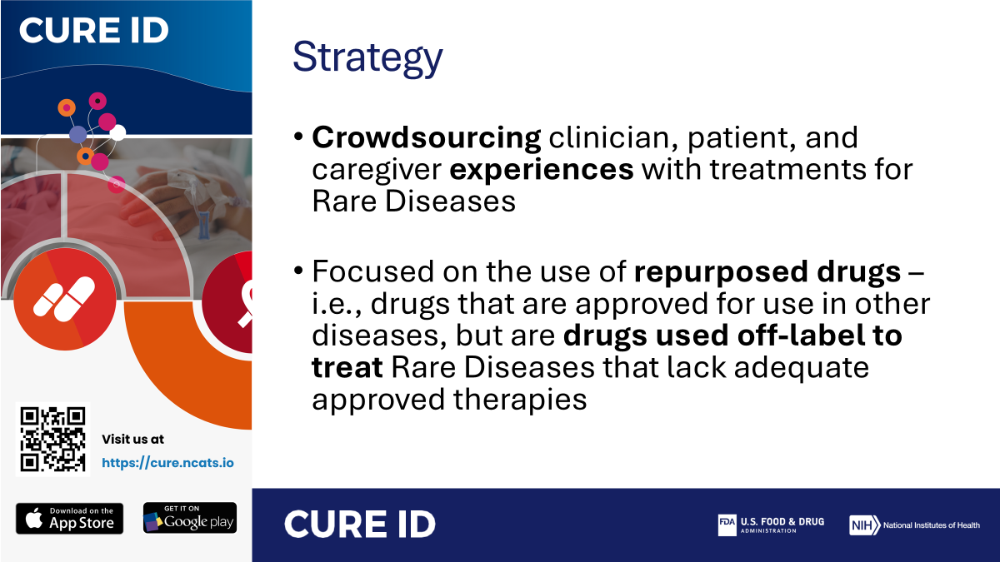 CURE ID
Visit us at
https://cure.ncats.io
Download on the
App Store
GET IT ON
Google play
Strategy
• Crowdsourcing clinician, patient, and
caregiver experiences with treatments for
Rare Diseases
• Focused on the use of repurposed drugs –
i.e., drugs that are approved for use in other
diseases, but are drugs used off-label to
treat Rare Diseases that lack adequate
approved therapies
CURE ID
FDA U.S. FOOD & DRUG
ADMINISTRATION
NIH National Institutes of Health